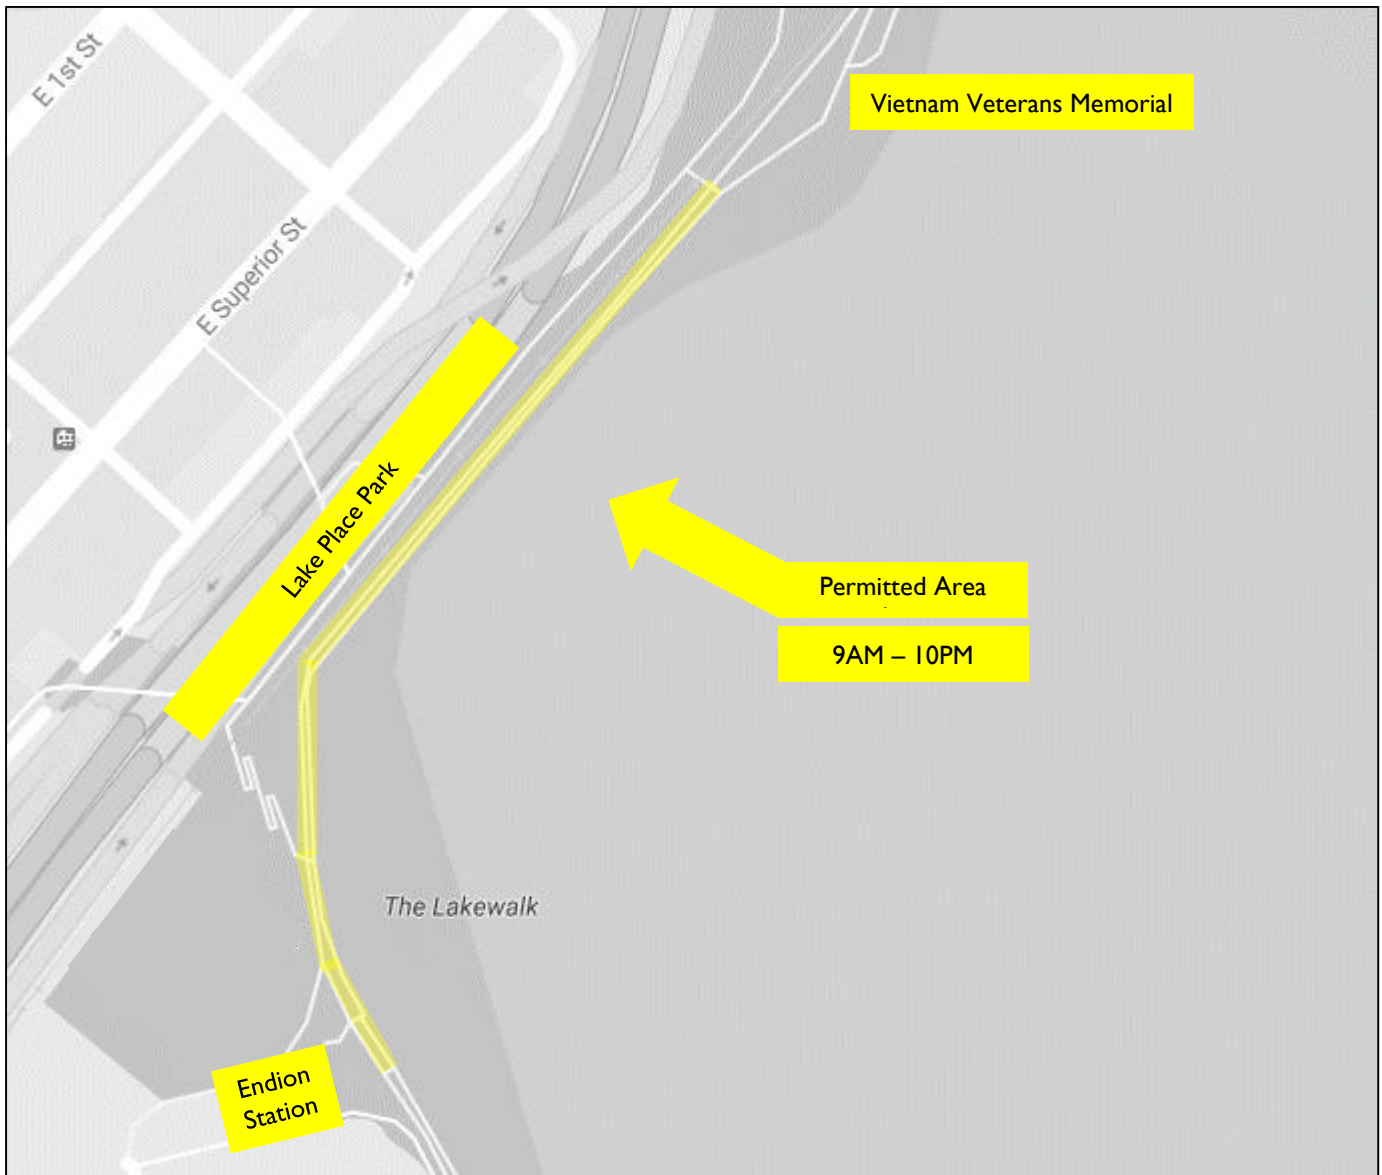 E 1st St
Vietnam Veterans Memorial
E Superior St
Lake Place Park
Permitted Area
9AM – 10PM
The Lakewalk
Endion
Station